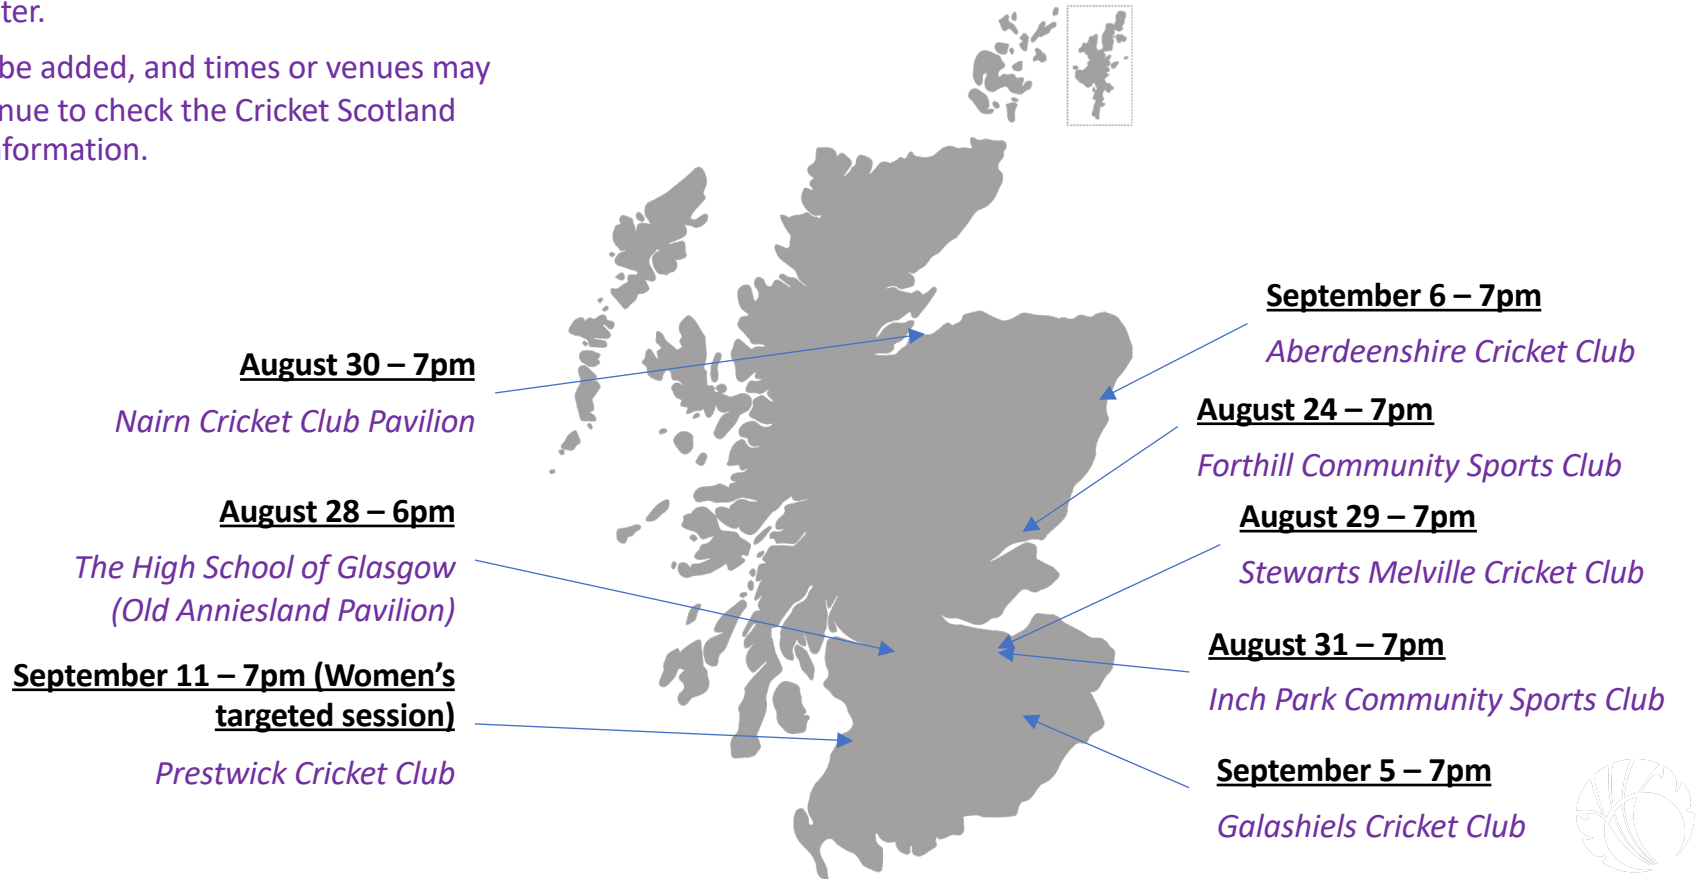 ter.
be added, and times or venues may
nue to check the Cricket Scotland
nformation.
August 30 – 7pm
Nairn Cricket Club Pavilion
August 28 – 6pm
The High School of Glasgow
(Old Anniesland Pavilion)
September 11 – 7pm (Women’s
targeted session)
Prestwick Cricket Club
September 6 – 7pm
Aberdeenshire Cricket Club
August 24 – 7pm
Forthill Community Sports Club
August 29 – 7pm
Stewarts Melville Cricket Club
August 31 – 7pm
Inch Park Community Sports Club
September 5 – 7pm
Galashiels Cricket Club